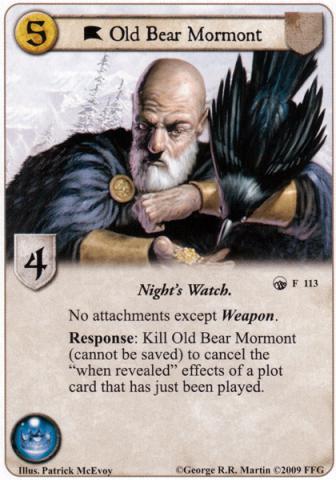 5
Old Bear Mormont
4
Night's Watch.
F 113
No attachments except Weapon.
Response: Kill Old Bear Mormont
(cannot be saved) to cancel the
“when revealed” effects of a plot
card that has just been played.
Illus. Patrick McEvoy
©George R.R. Martin ©2009 FFG